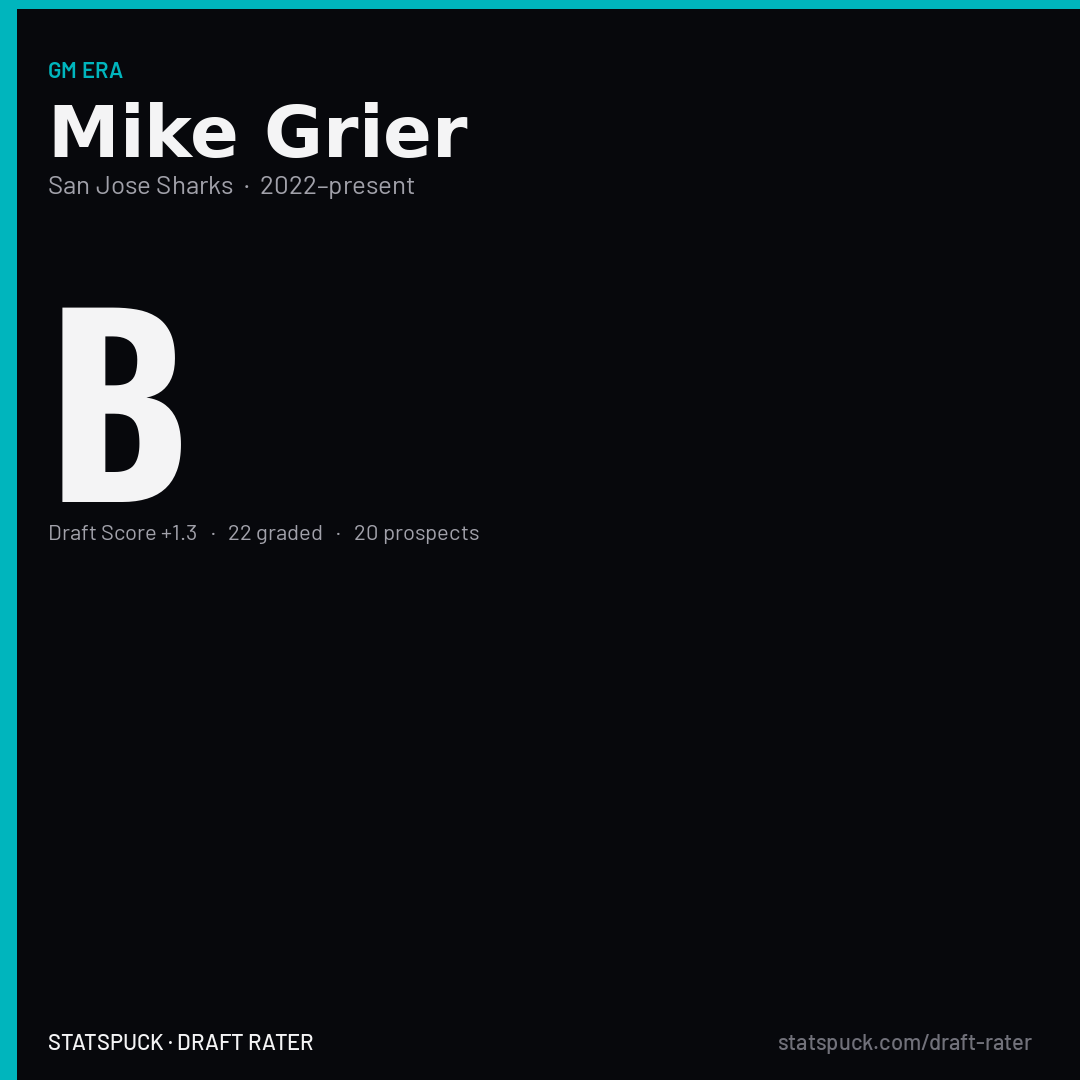 GM ERA
Mike Grier
San Jose Sharks · 2022–present
B
Draft Score +1.3 · 22 graded · 20 prospects
STATSPUCK · DRAFT RATER
statspuck.com/draft-rater